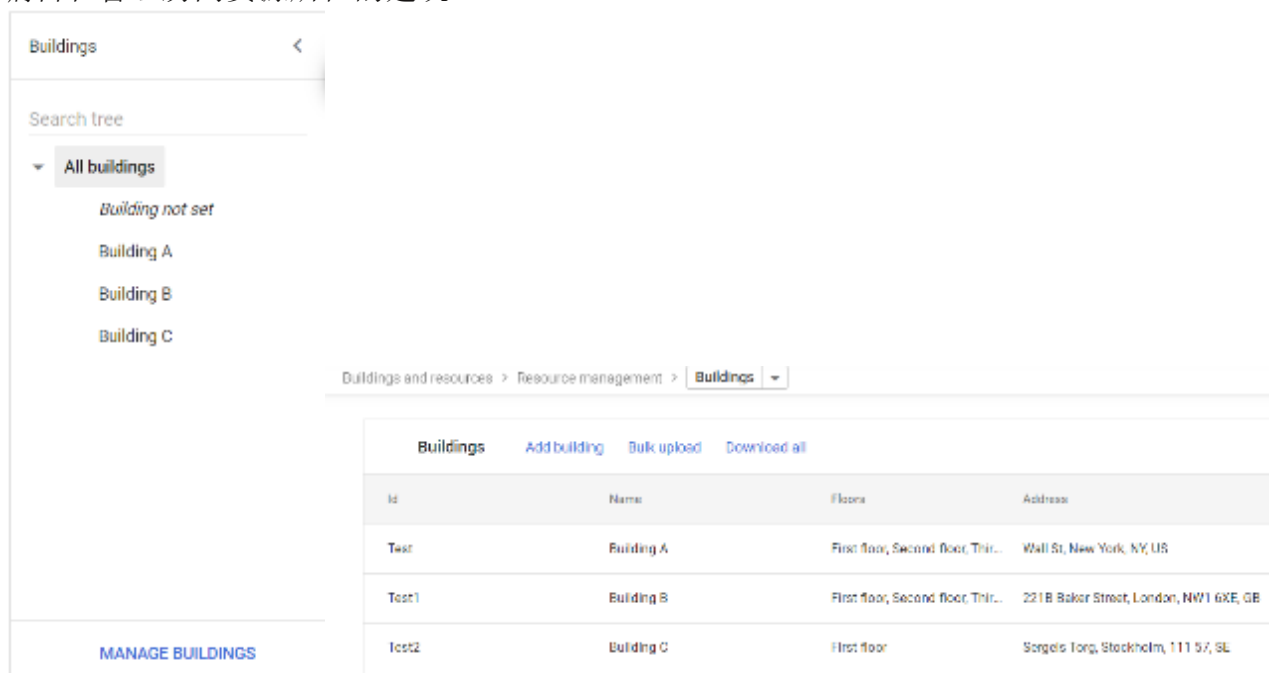 Buildings
Search tree
All buildings
Building not set
Building A
Building B
Building C
MANAGE BUILDINGS
Buildings and resources > Resource management > Buildings
Buildings Add building Bulk upload Download all
Id Name Floors Address
Test Building A First floor, Second floor, Thir... Wall St, New York, NY, US
Test1 Building B First floor, Second floor, Thir... 221B Baker Street, London, NW1 6XE, GB
Test2 Building C First floor Sergels Torg, Stockholm, 111 57, SE